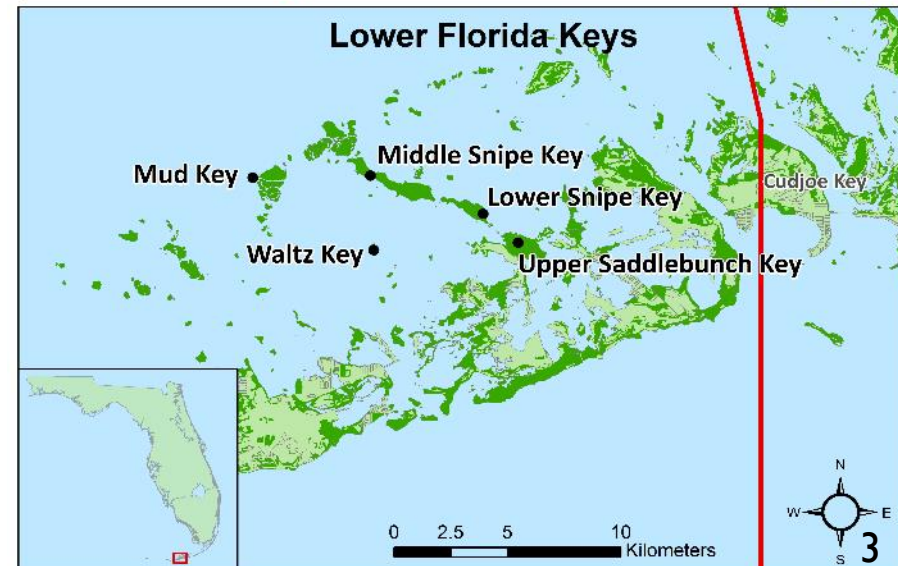 Lower Florida Keys
Middle Snipe Key
Mud Key
Cudjoe Key
Lower Snipe Key
Waltz Key
Upper Saddlebunch Key
N
W E
S
0 2.5 5 10
Kilometers
3